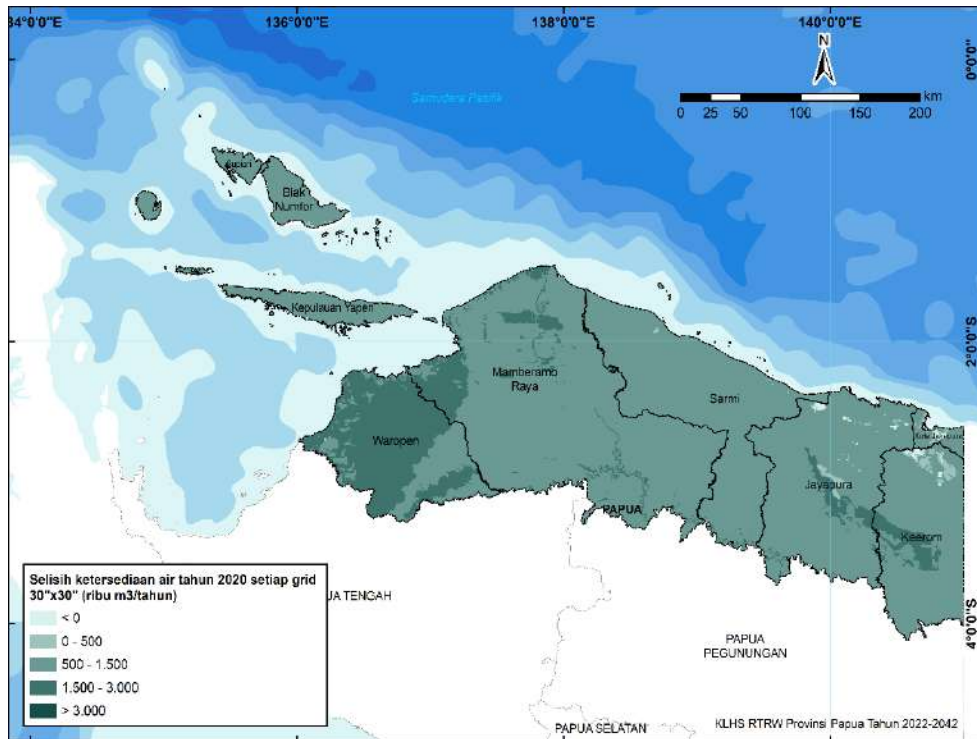 34°0'0"E
136°0'0"E
138°0'0"E
140°0'0"E
0°0'0"
N
km
0 25 50 100 150 200
Samudera Pasifik
Supiori
Biak
Numfor
Kepulauan Yapen
2°0'0"S
Mamberamo
Raya
Sarmi
Waropen
Jayapura
PAPUA
Keerom
4°0'0"S
Selisih ketersediaan air tahun 2020 setiap grid
30"x30" (ribu m3/tahun)
< 0
0 - 500
500 - 1.500
1.500 - 3.000
> 3.000
UA TENGAH
PAPUA
PEGUNUNGAN
PAPUA SELATAN
KLHS RTRW Provinsi Papua Tahun 2022-2042